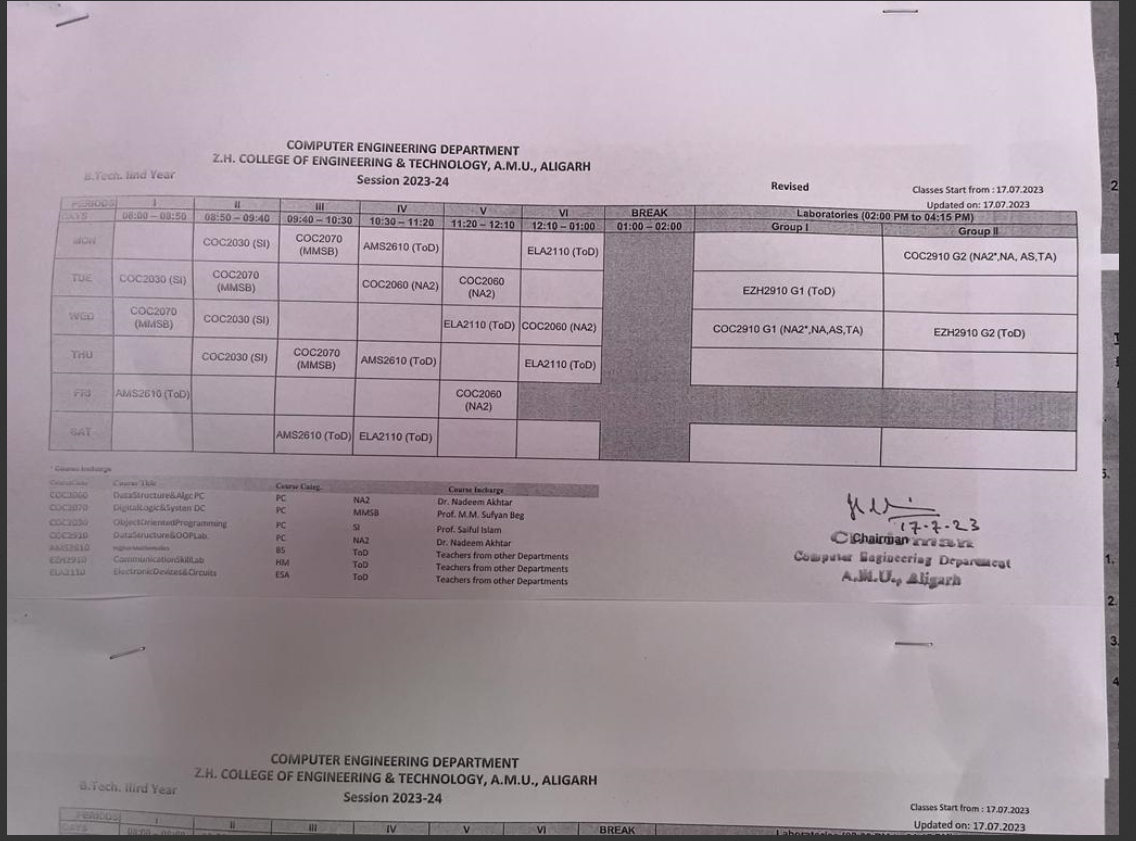 COMPUTER ENGINEERING DEPARTMENT
Z.H. COLLEGE OF ENGINEERING & TECHNOLOGY, A.M.U., ALIGARH
B.Tech. IInd Year Session 2023-24 Revised Classes Start from : 17.07.2023
Updated on: 17.07.2023
PERIODS I II III IV V VI BREAK Laboratories (02:00 PM to 04:15 PM)
DAYS 08:00 – 08:50 08:50 – 09:40 09:40 – 10:30 10:30 – 11:20 11:20 – 12:10 12:10 – 01:00 01:00 – 02:00 Group I Group II
MON COC2030 (SI) COC2070 (MMSB) AMS2610 (ToD) ELA2110 (ToD) COC2910 G2 (NA2*,NA, AS,TA)
TUE COC2030 (SI) COC2070 (MMSB) COC2060 (NA2) COC2060 (NA2) EZH2910 G1 (ToD)
WED COC2070 (MMSB) COC2030 (SI) ELA2110 (ToD) COC2060 (NA2) COC2910 G1 (NA2*,NA,AS,TA) EZH2910 G2 (ToD)
THU COC2030 (SI) COC2070 (MMSB) AMS2610 (ToD) ELA2110 (ToD)
FRI AMS2610 (ToD) COC2060 (NA2)
SAT AMS2610 (ToD) ELA2110 (ToD)
* Course Incharge
Course Title Course Categ. Course Incharge
COC2060 DataStructure&Algr PC PC NA2 Dr. Nadeem Akhtar
COC2070 DigitalLogic&System DC PC MMSB Prof. M.M. Sufyan Beg
COC2030 ObjectOrientedProgramming PC SI Prof. Saiful Islam
COC2910 DataStructure&OOPLab. PC NA2 Dr. Nadeem Akhtar
AMS2610 BS ToD Teachers from other Departments
EZH2910 CommunicationSkillLab HM ToD Teachers from other Departments
ELA2110 ElectronicDevices&Circuits ESA ToD Teachers from other Departments
17-7-23
Chairman
Computer Engineering Department
A.M.U., Aligarh
COMPUTER ENGINEERING DEPARTMENT
Z.H. COLLEGE OF ENGINEERING & TECHNOLOGY, A.M.U., ALIGARH
B.Tech. IIIrd Year Session 2023-24 Classes Start from : 17.07.2023
Updated on: 17.07.2023
PERIODS I II III IV V VI BREAK
2
5.
1.
2.
3.
4